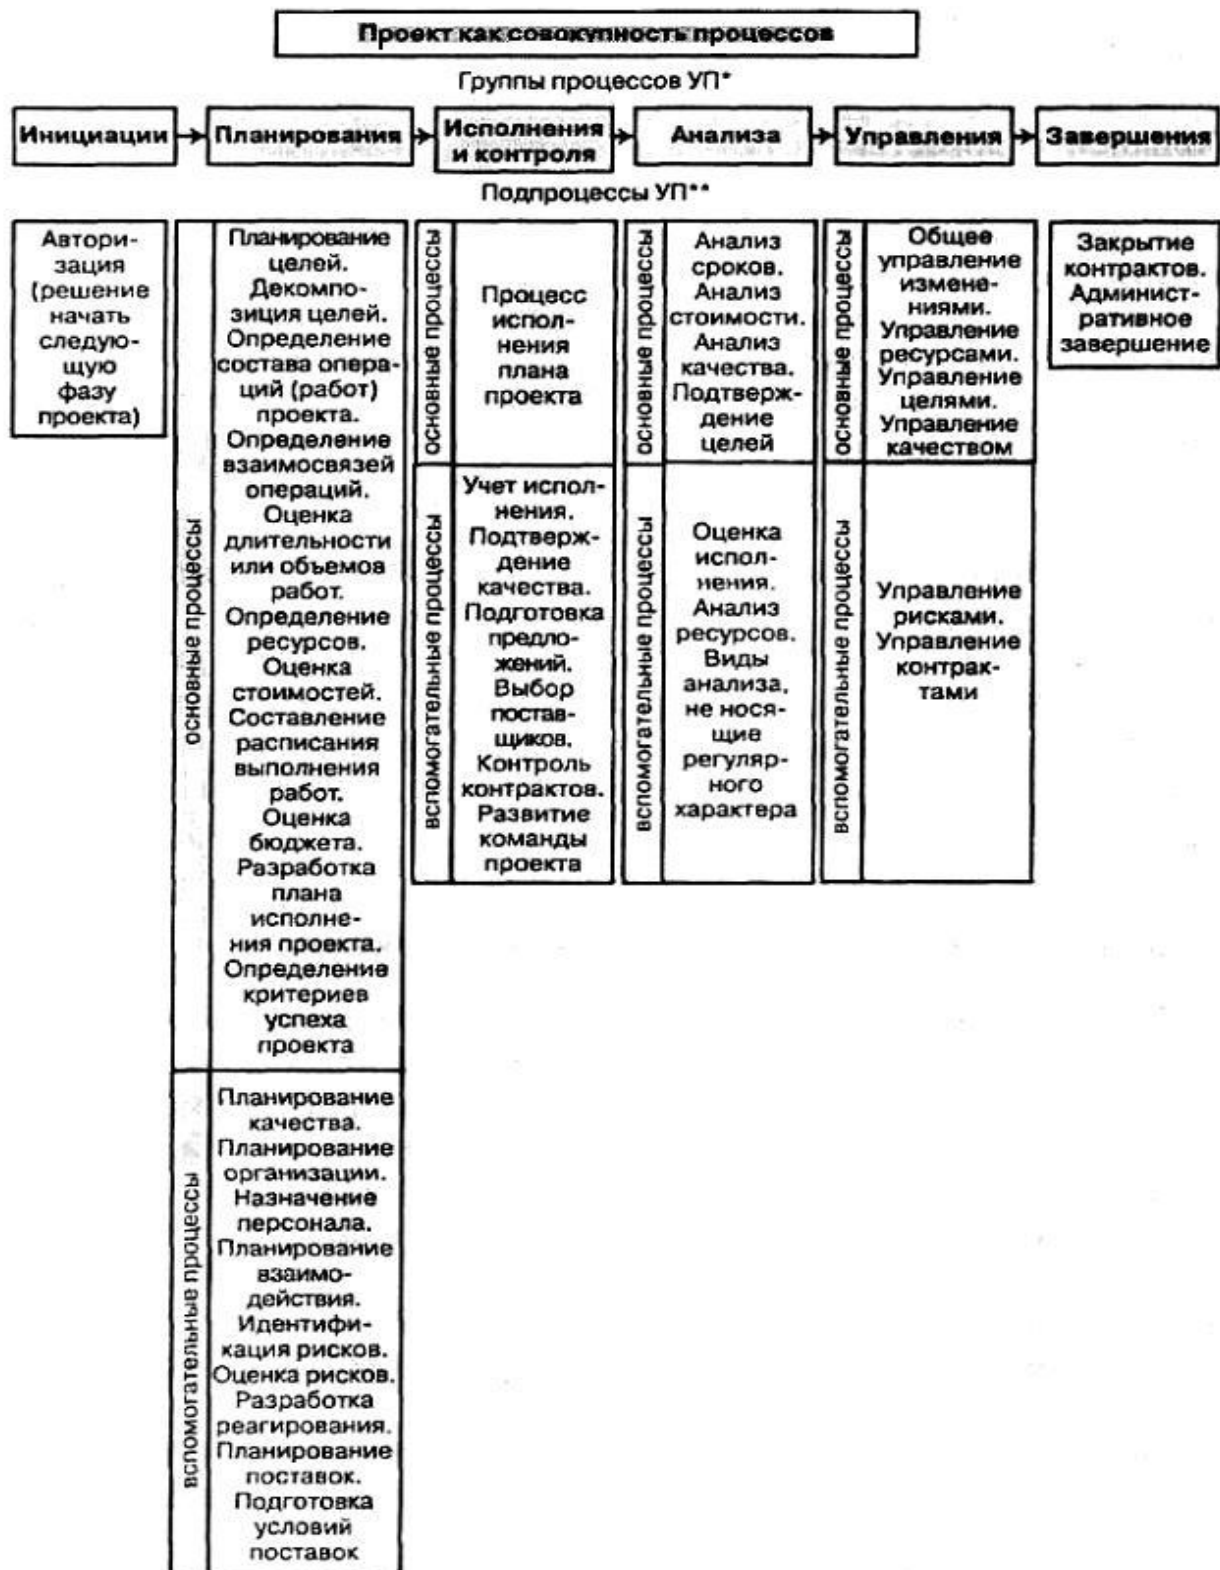 Проект как совокупность процессов
Группы процессов УП*
Инициации
Планирования
Исполнения
и контроля
Анализа
Управления
Завершения
Подпроцессы УП**
Автори-
зация
(решение
начать
следую-
щую
фазу
проекта)
основные процессы
Планирование
целей.
Декомпо-
зиция целей.
Определение
состава опера-
ций (работ)
проекта.
Определение
взаимосвязей
операций.
Оценка
длительности
или объемов
работ.
Определение
ресурсов.
Оценка
стоимостей.
Составление
расписания
выполнения
работ.
Оценка
бюджета.
Разработка
плана
исполне-
ния проекта.
Определение
критериев
успеха
проекта
вспомогательные процессы
Планирование
качества.
Планирование
организации.
Назначение
персонала.
Планирование
взаимо-
действия.
Идентифи-
кация рисков.
Оценка рисков.
Разработка
реагирования.
Планирование
поставок.
Подготовка
условий
поставок
основные процессы
Процесс
испол-
нения
плана
проекта
вспомогательные процессы
Учет испол-
нения.
Подтверж-
дение
качества.
Подготовка
предло-
жений.
Выбор
постав-
щиков.
Контроль
контрактов.
Развитие
команды
проекта
основные процессы
Анализ
сроков.
Анализ
стоимости.
Анализ
качества.
Подтверж-
дение
целей
вспомогательные процессы
Оценка
испол-
нения.
Анализ
ресурсов.
Виды
анализа,
не нося-
щие
регуляр-
ного
характера
основные процессы
Общее
управление
измене-
ниями.
Управление
ресурсами.
Управление
целями.
Управление
качеством
вспомогательные процессы
Управление
рисками.
Управление
контрак-
тами
Закрытие
контрактов.
Админист-
ративное
завершение